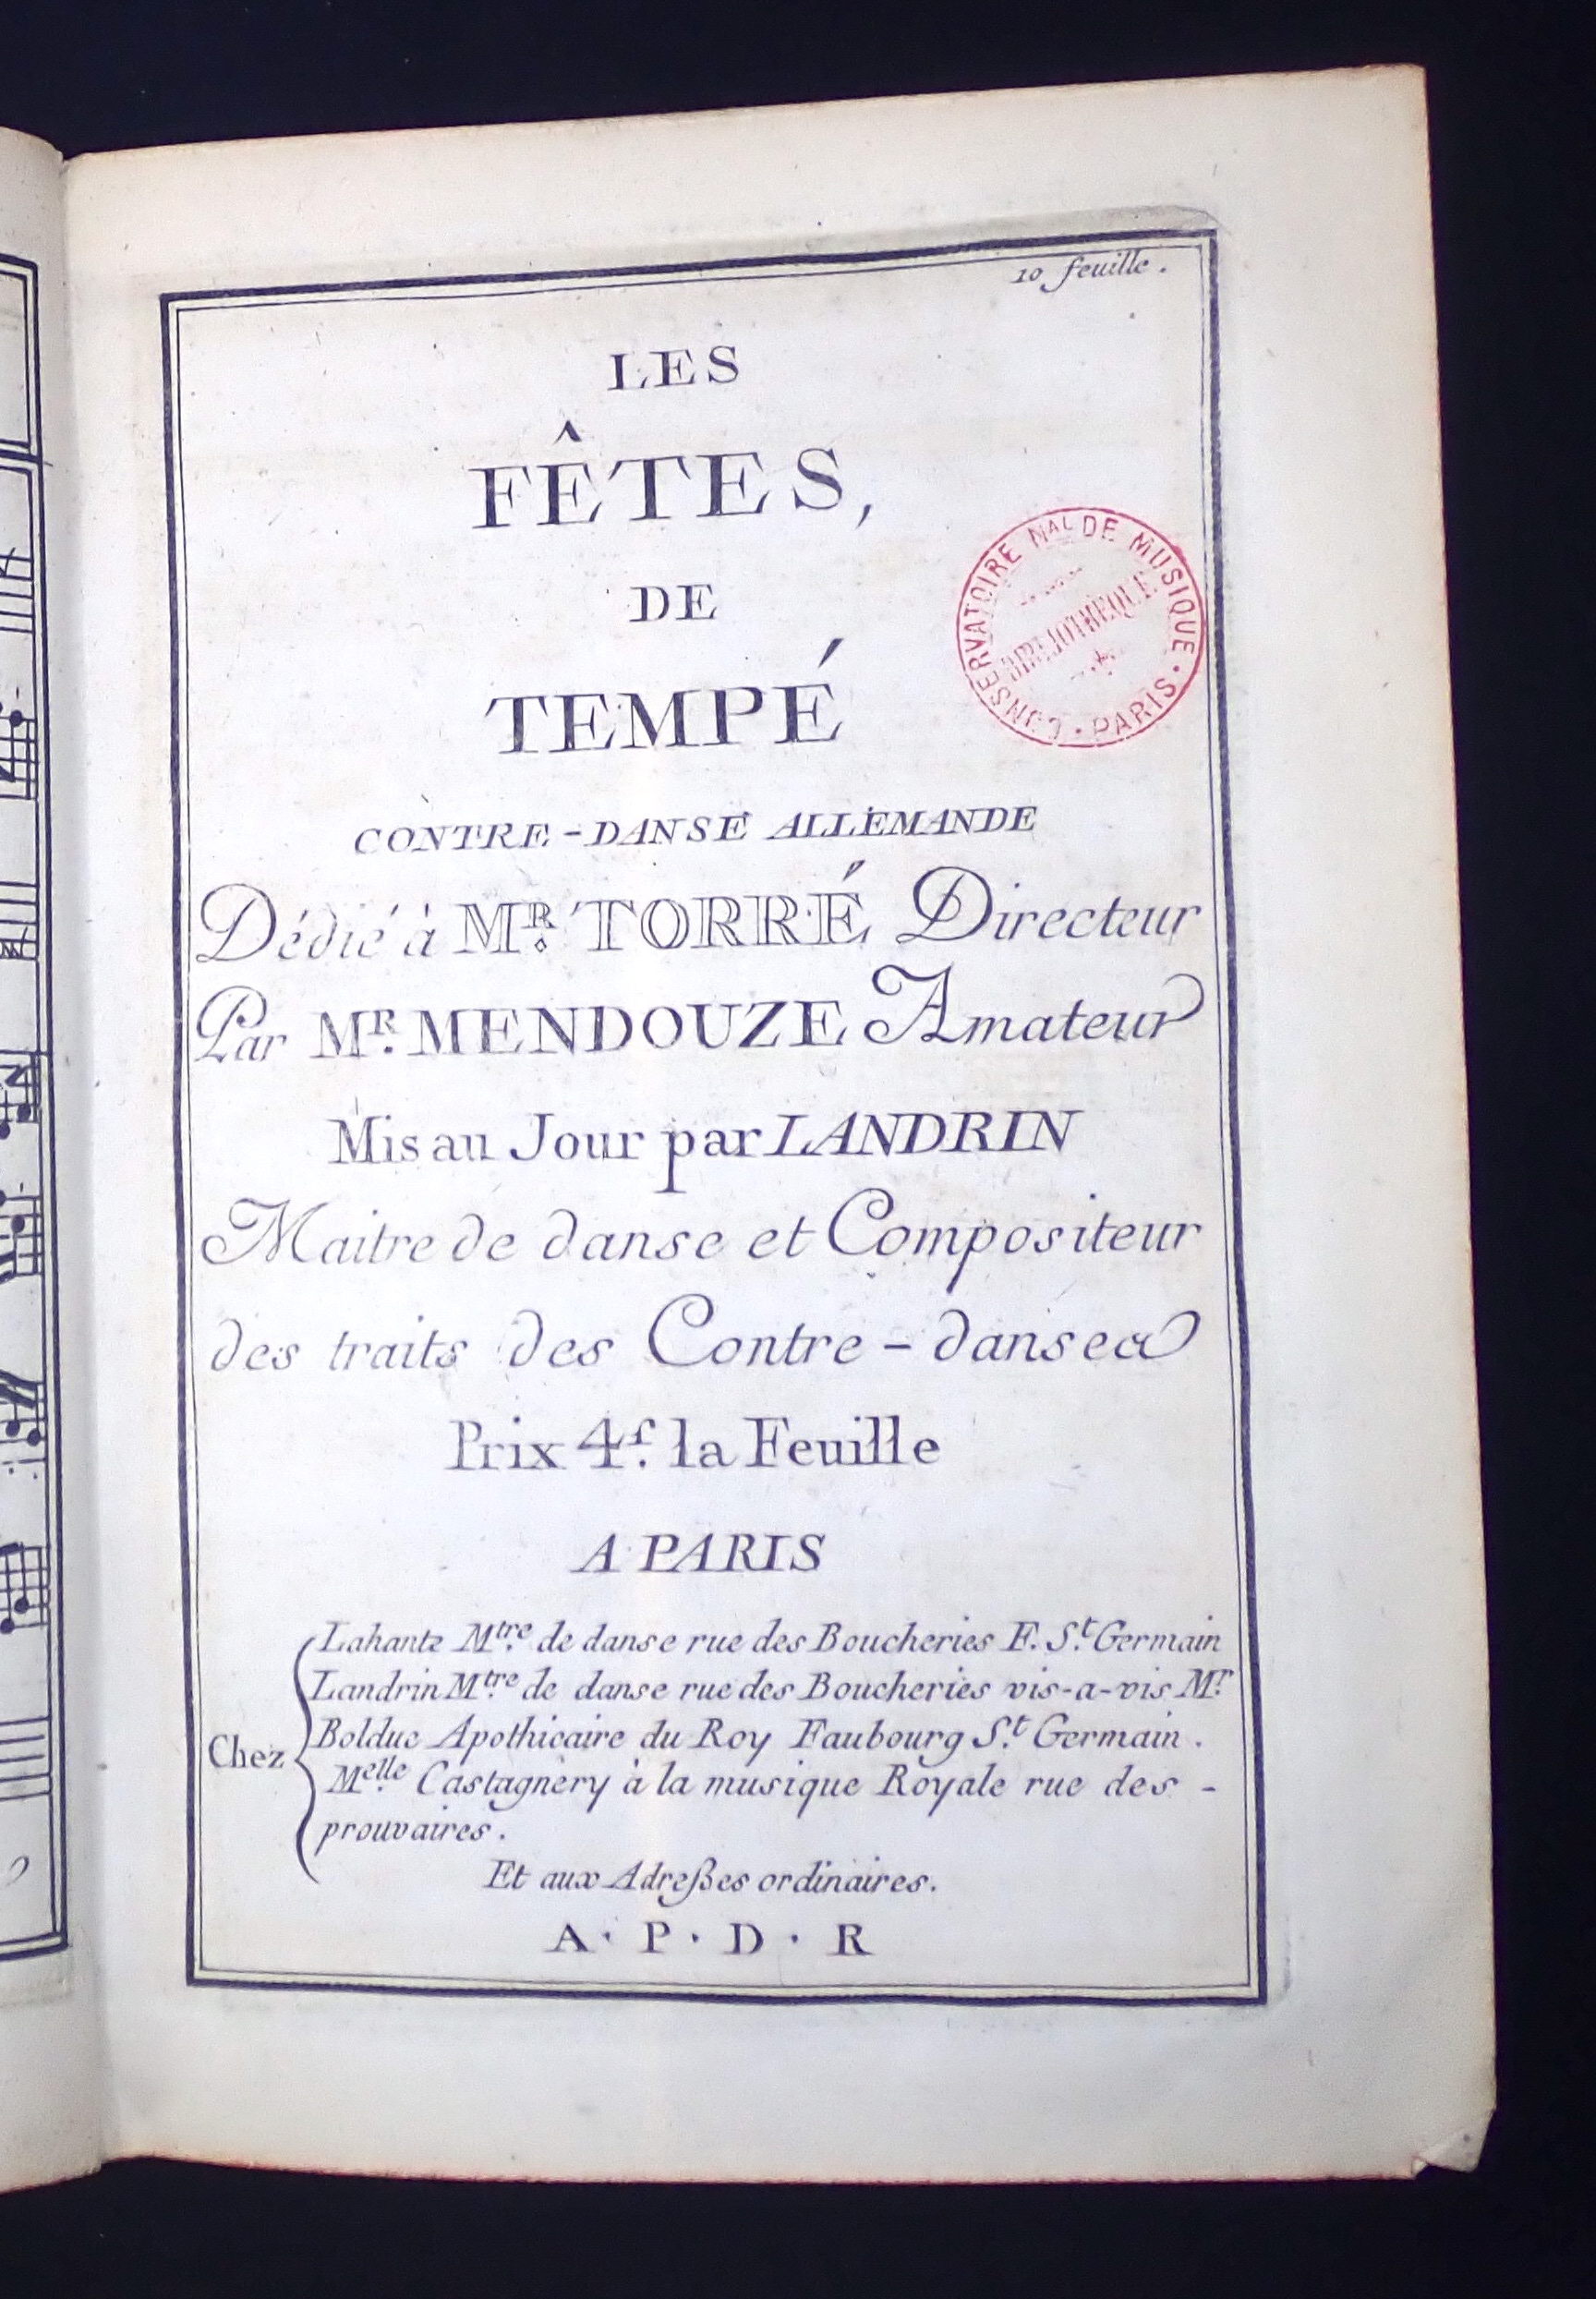 10 feuille.
LES
FÊTES,
DE
TEMPÉ
CONTRE-DANSE ALLEMANDE
Dédié à MR. TORRÉ, Directeur
Par MR. MENDOUZE Amateur
Mis au Jour par LANDRIN
Maitre de danse et Compositeur
des traits des Contre-danses
Prix 4s. la Feuille
A PARIS
Lahante Mtre. de danse rue des Boucheries F. St. Germain
Landrin Mtre. de danse rue des Boucheries vis-a-vis Mr.
Bolduc Apothicaire du Roy Faubourg St. Germain.
Chez
Melle. Castagnery à la musique Royale rue des -
prouvaires.
Et aux Adreßes ordinaires.
A. P. D. R
CONSERVATOIRE NAL DE MUSIQUE . PARIS .
BIBLIOTHÈQUE